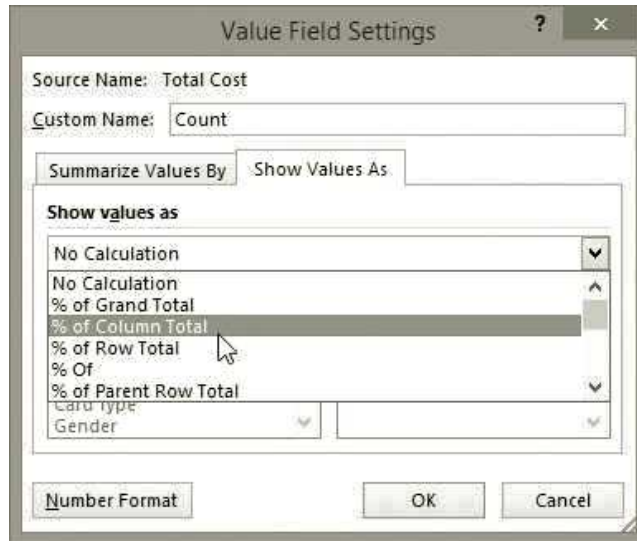 Value Field Settings ? ×
Source Name: Total Cost
Custom Name: Count
Summarize Values By Show Values As
Show values as
No Calculation
No Calculation
% of Grand Total
% of Column Total
% of Row Total
% Of
% of Parent Row Total
Card Type
Gender
Number Format OK Cancel